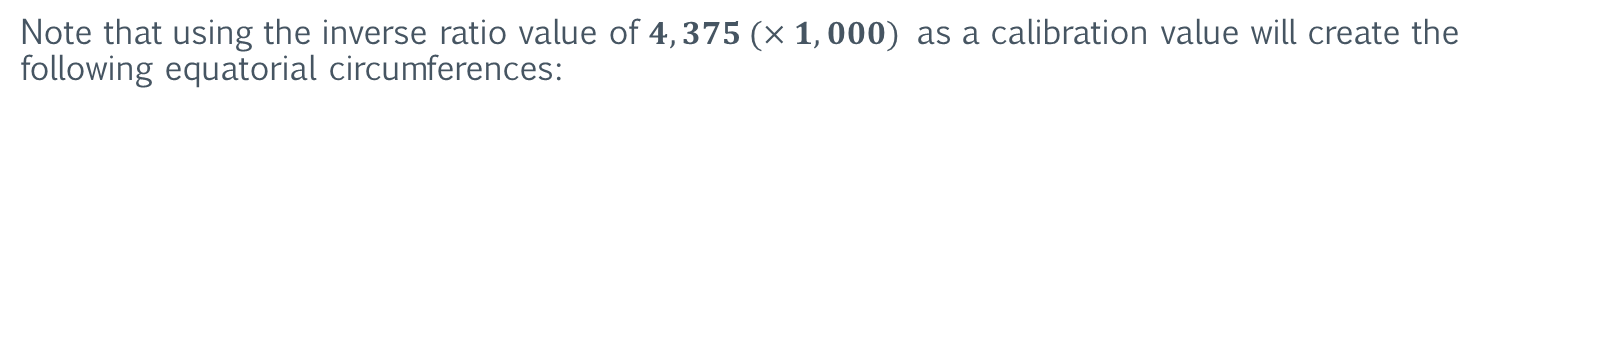 Note that using the inverse ratio value of 4,375 (× 1,000) as a calibration value will create the
following equatorial circumferences: